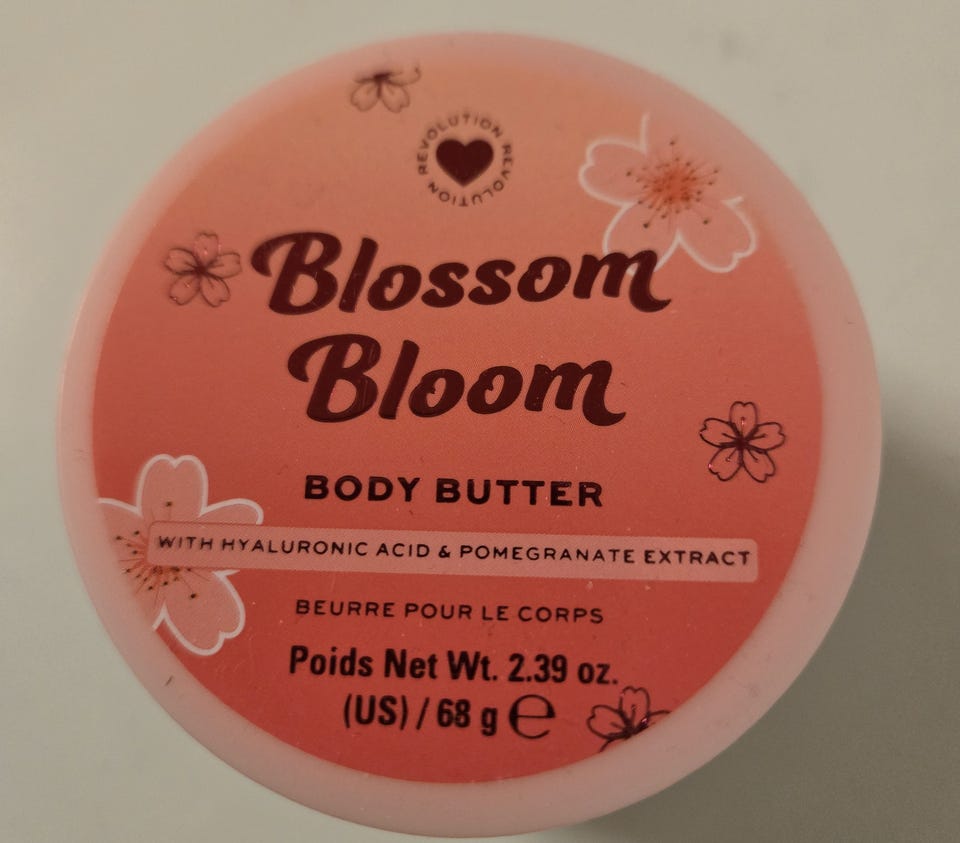 REVOLUTION REVOLUTION
Blossom
Bloom
BODY BUTTER
WITH HYALURONIC ACID & POMEGRANATE EXTRACT
BEURRE POUR LE CORPS
Poids Net Wt. 2.39 oz.
(US) / 68 g ℮